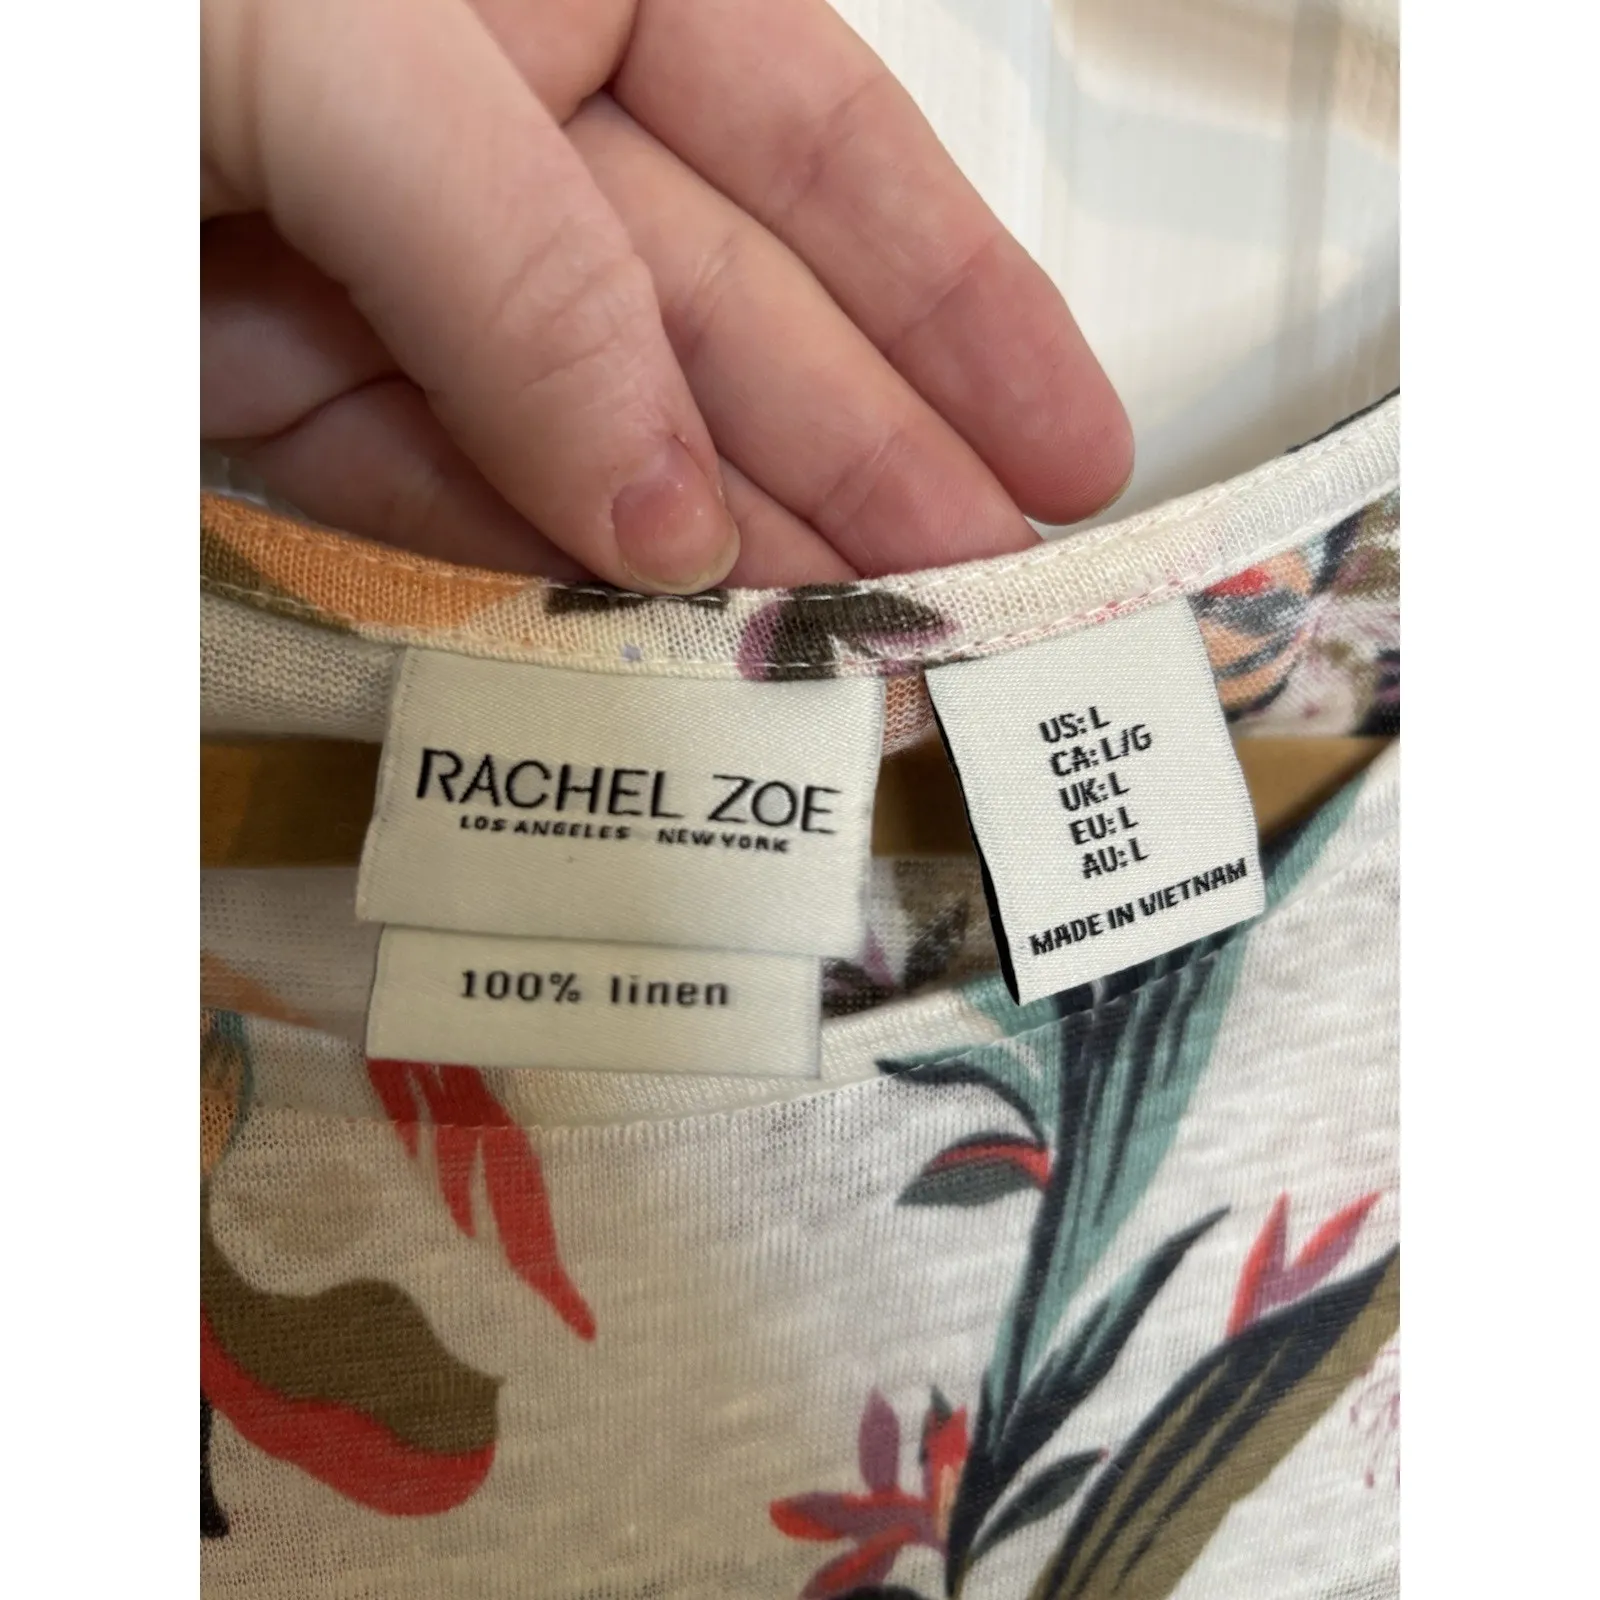 RACHEL ZOE
LOS ANGELES NEW YORK
100% linen
US: L
CA: L/G
UK: L
EU: L
AU: L
MADE IN VIETNAM